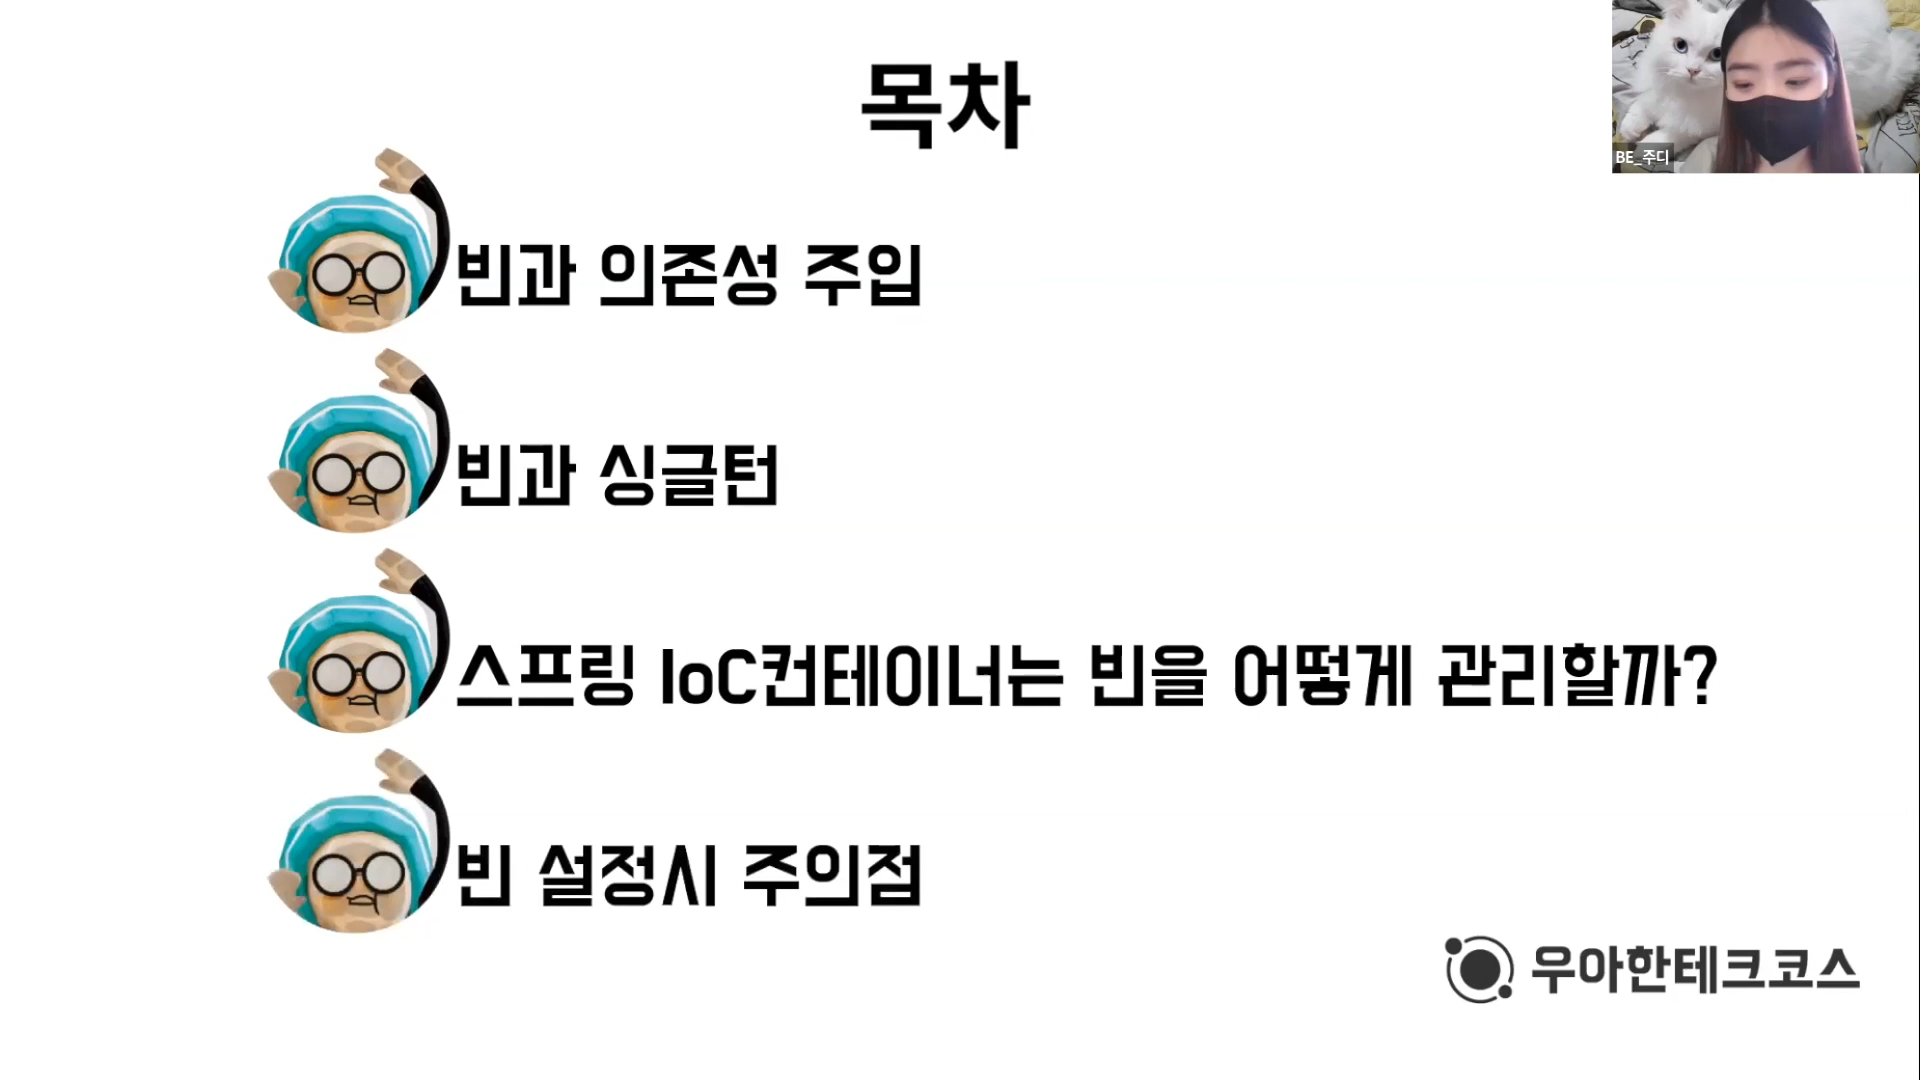 목차
BE_주디
빈과 의존성 주입
빈과 싱글턴
스프링 IoC컨테이너는 빈을 어떻게 관리할까?
빈 설정시 주의점
우아한테크코스